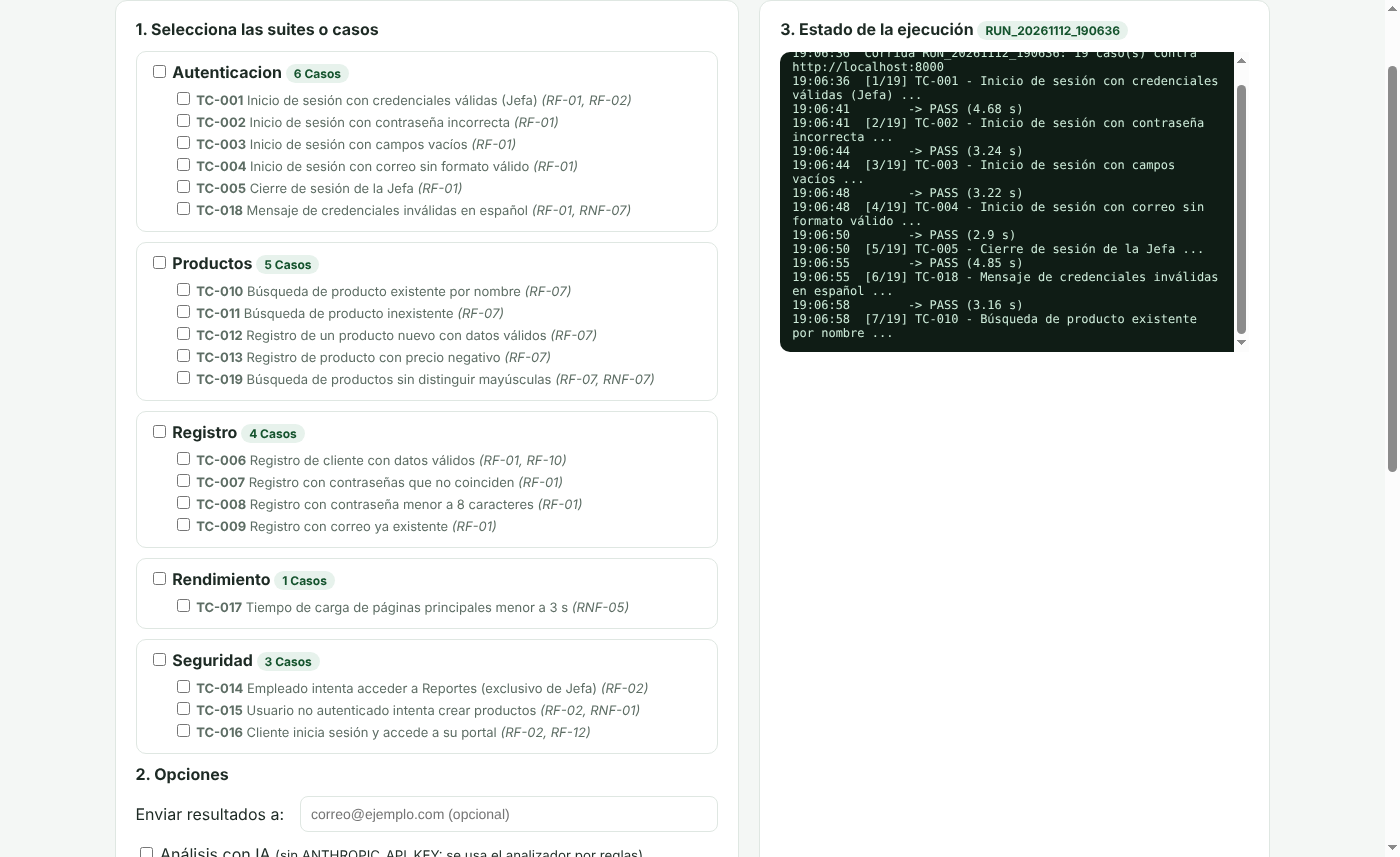 1. Selecciona las suites o casos
Autenticacion 6 Casos
TC-001 Inicio de sesión con credenciales válidas (Jefa) (RF-01, RF-02)
TC-002 Inicio de sesión con contraseña incorrecta (RF-01)
TC-003 Inicio de sesión con campos vacíos (RF-01)
TC-004 Inicio de sesión con correo sin formato válido (RF-01)
TC-005 Cierre de sesión de la Jefa (RF-01)
TC-018 Mensaje de credenciales inválidas en español (RF-01, RNF-07)
Productos 5 Casos
TC-010 Búsqueda de producto existente por nombre (RF-07)
TC-011 Búsqueda de producto inexistente (RF-07)
TC-012 Registro de un producto nuevo con datos válidos (RF-07)
TC-013 Registro de producto con precio negativo (RF-07)
TC-019 Búsqueda de productos sin distinguir mayúsculas (RF-07, RNF-07)
Registro 4 Casos
TC-006 Registro de cliente con datos válidos (RF-01, RF-10)
TC-007 Registro con contraseñas que no coinciden (RF-01)
TC-008 Registro con contraseña menor a 8 caracteres (RF-01)
TC-009 Registro con correo ya existente (RF-01)
Rendimiento 1 Casos
TC-017 Tiempo de carga de páginas principales menor a 3 s (RNF-05)
Seguridad 3 Casos
TC-014 Empleado intenta acceder a Reportes (exclusivo de Jefa) (RF-02)
TC-015 Usuario no autenticado intenta crear productos (RF-02, RNF-01)
TC-016 Cliente inicia sesión y accede a su portal (RF-02, RF-12)
2. Opciones
Enviar resultados a: correo@ejemplo.com (opcional)
Análisis con IA (sin ANTHROPIC_API_KEY: se usa el analizador por reglas)
3. Estado de la ejecución RUN_20261112_190636
19:06:36 Corrida RUN_20261112_190636: 19 caso(s) contra
http://localhost:8000
19:06:36 [1/19] TC-001 - Inicio de sesión con credenciales
válidas (Jefa) ...
19:06:41 -> PASS (4.68 s)
19:06:41 [2/19] TC-002 - Inicio de sesión con contraseña
incorrecta ...
19:06:44 -> PASS (3.24 s)
19:06:44 [3/19] TC-003 - Inicio de sesión con campos
vacíos ...
19:06:48 -> PASS (3.22 s)
19:06:48 [4/19] TC-004 - Inicio de sesión con correo sin
formato válido ...
19:06:50 -> PASS (2.9 s)
19:06:50 [5/19] TC-005 - Cierre de sesión de la Jefa ...
19:06:55 -> PASS (4.85 s)
19:06:55 [6/19] TC-018 - Mensaje de credenciales inválidas
en español ...
19:06:58 -> PASS (3.16 s)
19:06:58 [7/19] TC-010 - Búsqueda de producto existente
por nombre ...